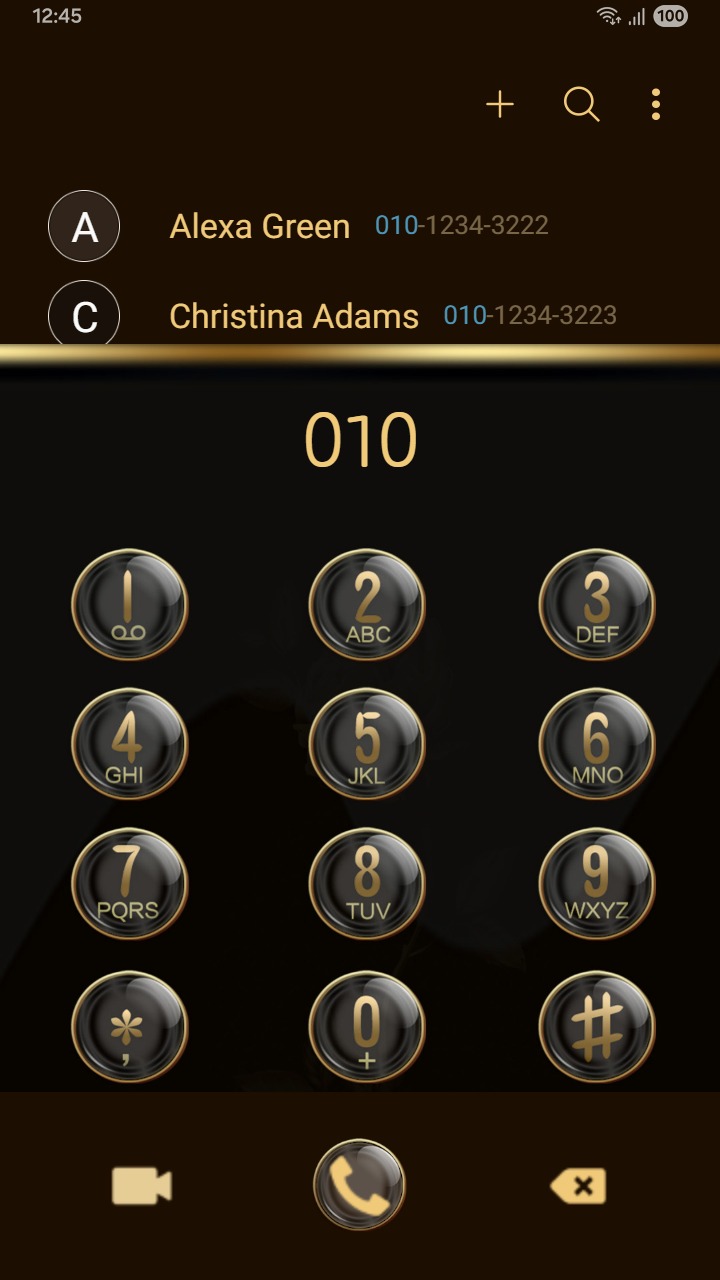 12:45 100
A Alexa Green 010-1234-3222
C Christina Adams 010-1234-3223
010
1 2 3
ABC DEF
4 5 6
GHI JKL MNO
7 8 9
PQRS TUV WXYZ
* 0 #
, +